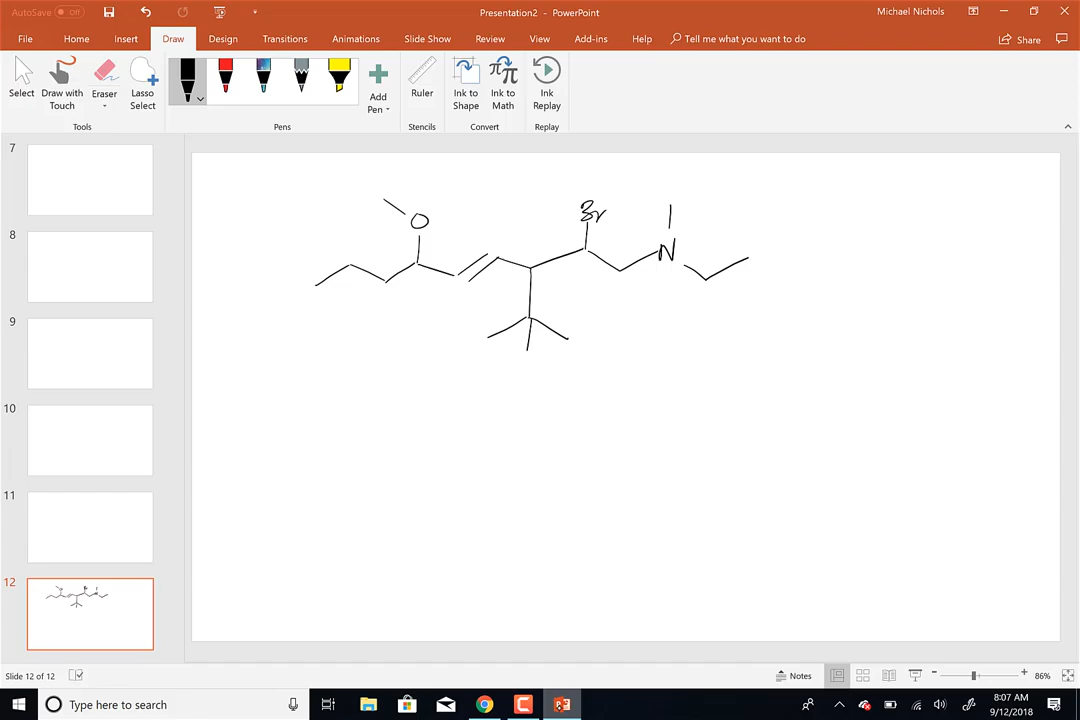 AutoSave Off
Presentation2 - PowerPoint
Michael Nichols
File Home Insert Draw Design Transitions Animations Slide Show Review View Add-ins Help Tell me what you want to do
Share
Select
Draw with Touch
Eraser
Lasso Select
Add Pen
Ruler
Ink to Shape
Ink to Math
Ink Replay
Tools
Pens
Stencils
Convert
Replay
7
8
9
10
11
12
O
Br
N
Slide 12 of 12
Notes
86%
Type here to search
8:07 AM
9/12/2018